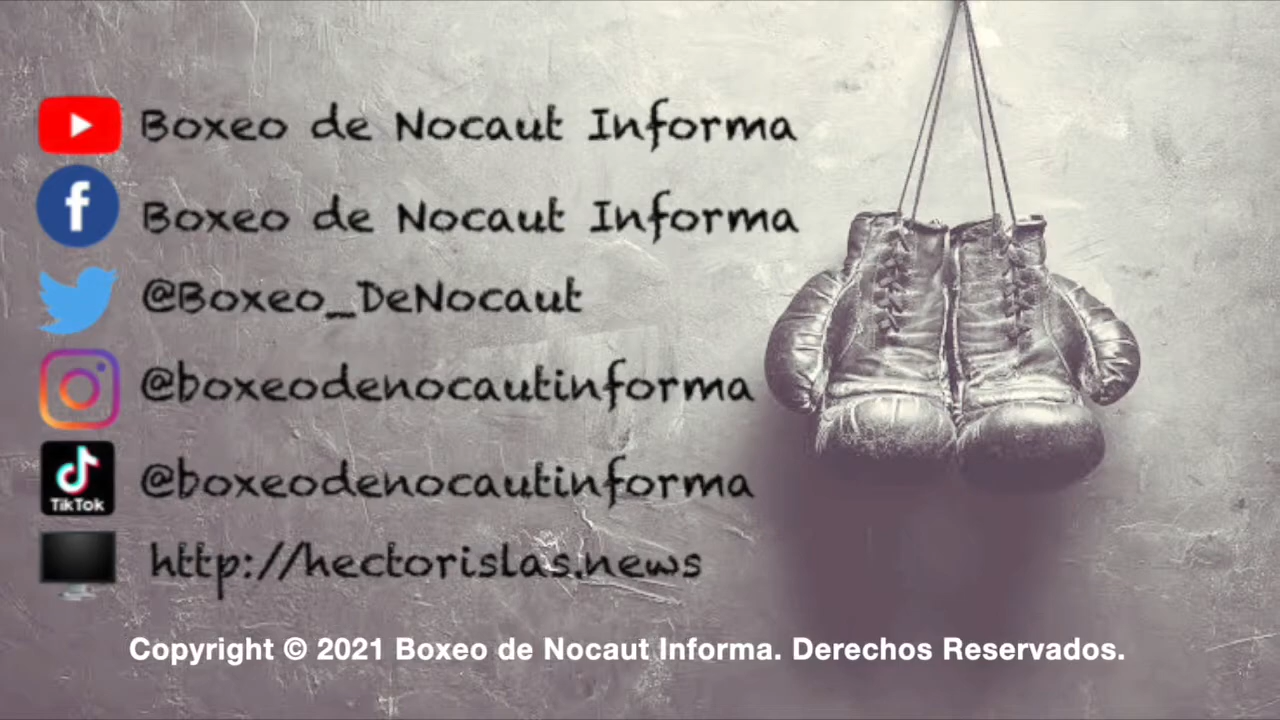 Boxeo de Nocaut Informa
Boxeo de Nocaut Informa
@Boxeo_DeNocaut
@boxeodenocautinforma
TikTok
@boxeodenocautinforma
http://hectorislas.news
Copyright © 2021 Boxeo de Nocaut Informa. Derechos Reservados.